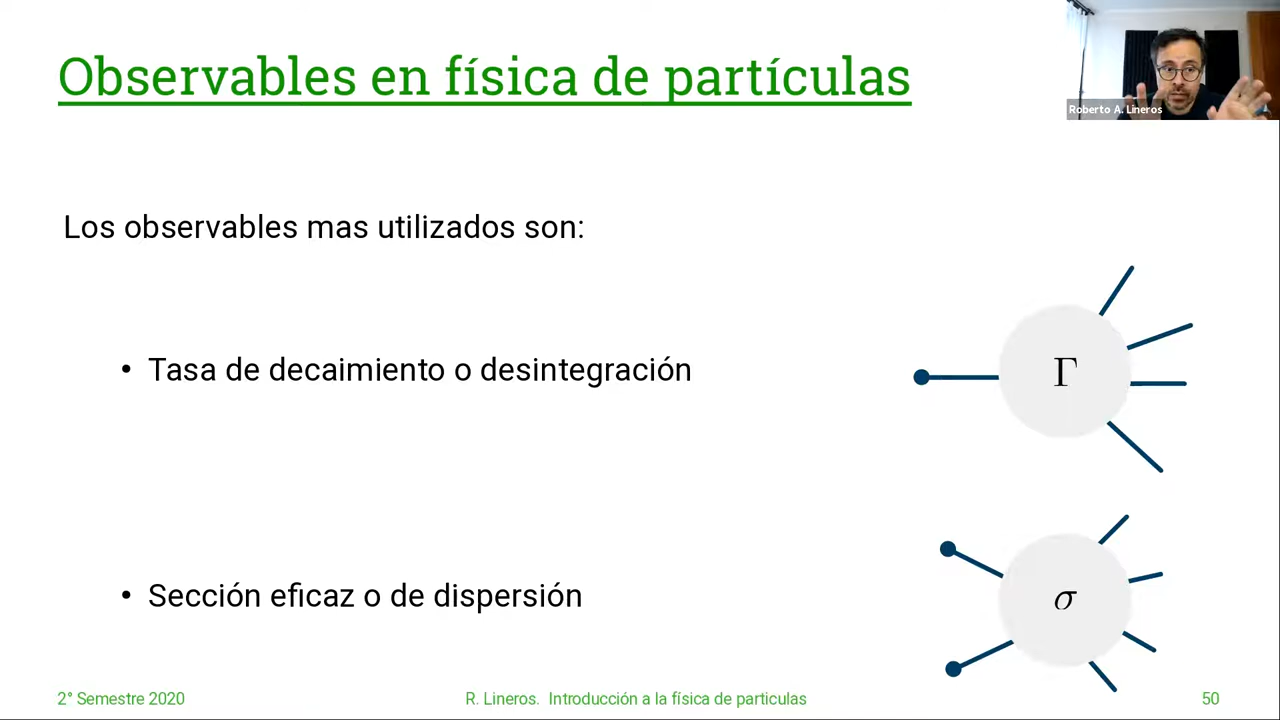 Observables en física de partículas
Roberto A. Lineros
Los observables mas utilizados son:
• Tasa de decaimiento o desintegración
Γ
• Sección eficaz o de dispersión
σ
2° Semestre 2020
R. Lineros. Introducción a la física de particulas
50